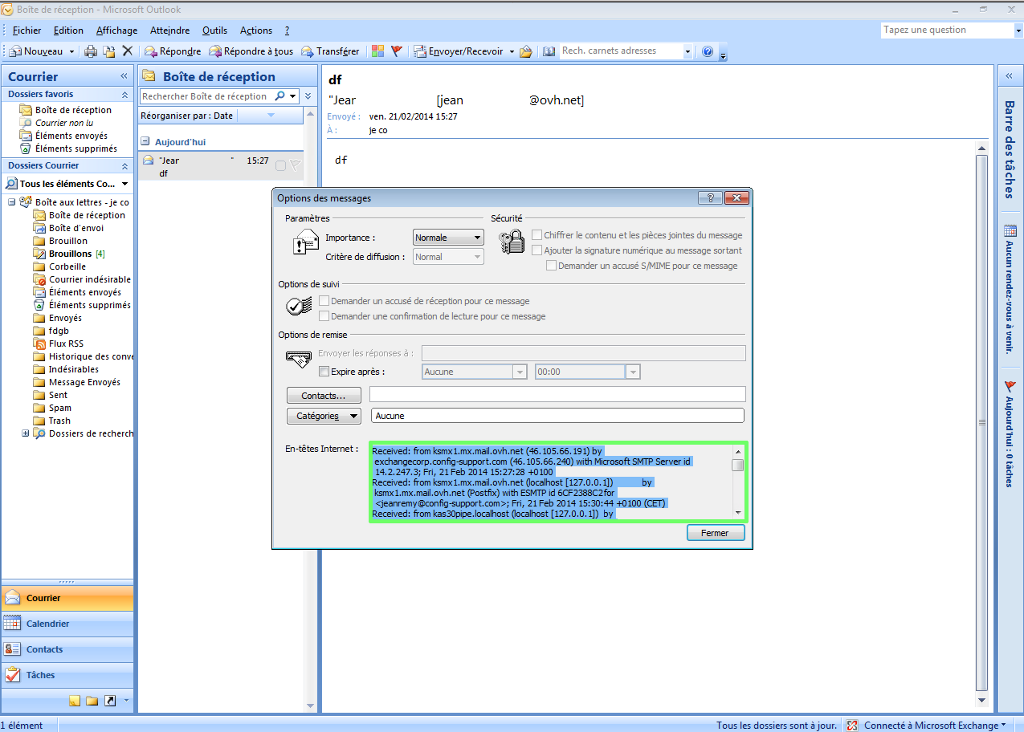 Boîte de réception - Microsoft Outlook
Fichier Edition Affichage Atteindre Outils Actions ? Tapez une question
Nouveau Répondre Répondre à tous Transférer Envoyer/Recevoir Rech. carnets adresses
Courrier «
Dossiers favoris
Boîte de réception
Courrier non lu
Éléments envoyés
Éléments supprimés
Dossiers Courrier
Tous les éléments Co...
Boîte aux lettres - je co
Boîte de réception
Boîte d'envoi
Brouillon
Brouillons [4]
Corbeille
Courrier indésirable
Éléments envoyés
Éléments supprimés
Envoyés
fdgb
Flux RSS
Historique des conve
Indésirables
Message Envoyés
Sent
Spam
Trash
Dossiers de recherch
Courrier
Calendrier
Contacts
Tâches
Boîte de réception
Rechercher Boîte de réception
Réorganiser par : Date
Aujourd'hui
"Jear " 15:27
df
df
"Jear [jean @ovh.net]
Envoyé : ven. 21/02/2014 15:27
À : je co
df
Options des messages
Paramètres
Importance : Normale
Critère de diffusion : Normal
Sécurité
Chiffrer le contenu et les pièces jointes du message
Ajouter la signature numérique au message sortant
Demander un accusé S/MIME pour ce message
Options de suivi
Demander un accusé de réception pour ce message
Demander une confirmation de lecture pour ce message
Options de remise
Envoyer les réponses à :
Expire après : Aucune 00:00
Contacts...
Catégories Aucune
En-têtes Internet :
Received: from ksmx1.mx.mail.ovh.net (46.105.66.191) by
exchangecorp.config-support.com (46.105.66.240) with Microsoft SMTP Server id
14.2.247.3; Fri, 21 Feb 2014 15:27:28 +0100
Received: from ksmx1.mx.mail.ovh.net (localhost [127.0.0.1]) by
ksmx1.mx.mail.ovh.net (Postfix) with ESMTP id 6CF2388C2 for
<jeanremy@config-support.com>; Fri, 21 Feb 2014 15:30:44 +0100 (CET)
Received: from kas30pipe.localhost (localhost [127.0.0.1]) by
Fermer
«
Barre des tâches
Aucun rendez-vous à venir.
Aujourd'hui : 0 tâches
1 élément
Tous les dossiers sont à jour. Connecté à Microsoft Exchange